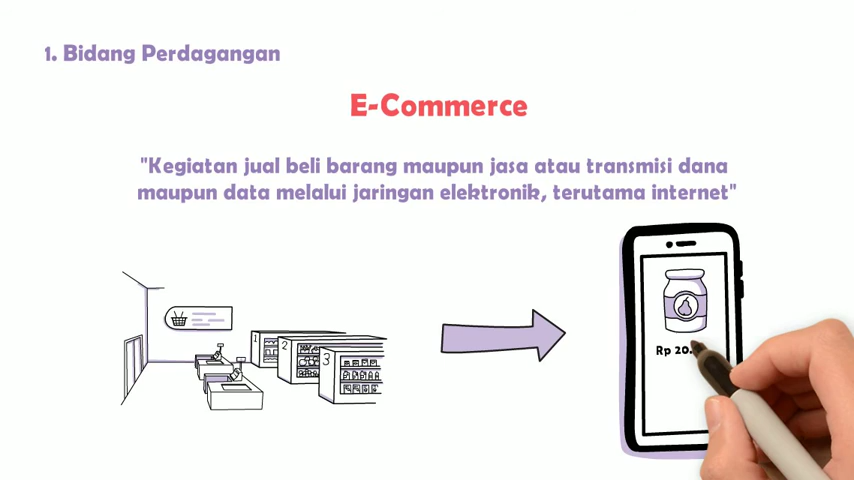 1. Bidang Perdagangan
E-Commerce
"Kegiatan jual beli barang maupun jasa atau transmisi dana
maupun data melalui jaringan elektronik, terutama internet"
1
2
3
Rp 20.